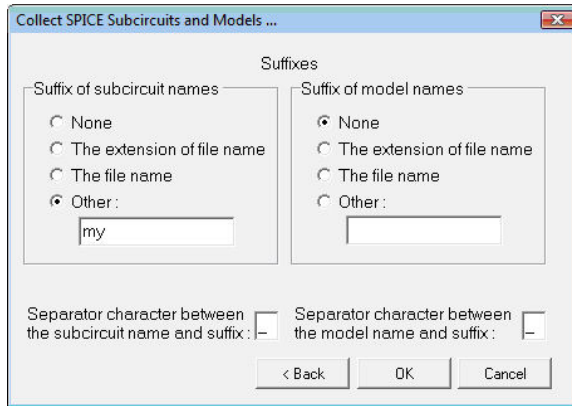 Collect SPICE Subcircuits and Models ...
Suffixes
Suffix of subcircuit names
None
The extension of file name
The file name
Other :
my
Suffix of model names
None
The extension of file name
The file name
Other :
Separator character between
the subcircuit name and suffix : _
Separator character between
the model name and suffix : _
< Back
OK
Cancel